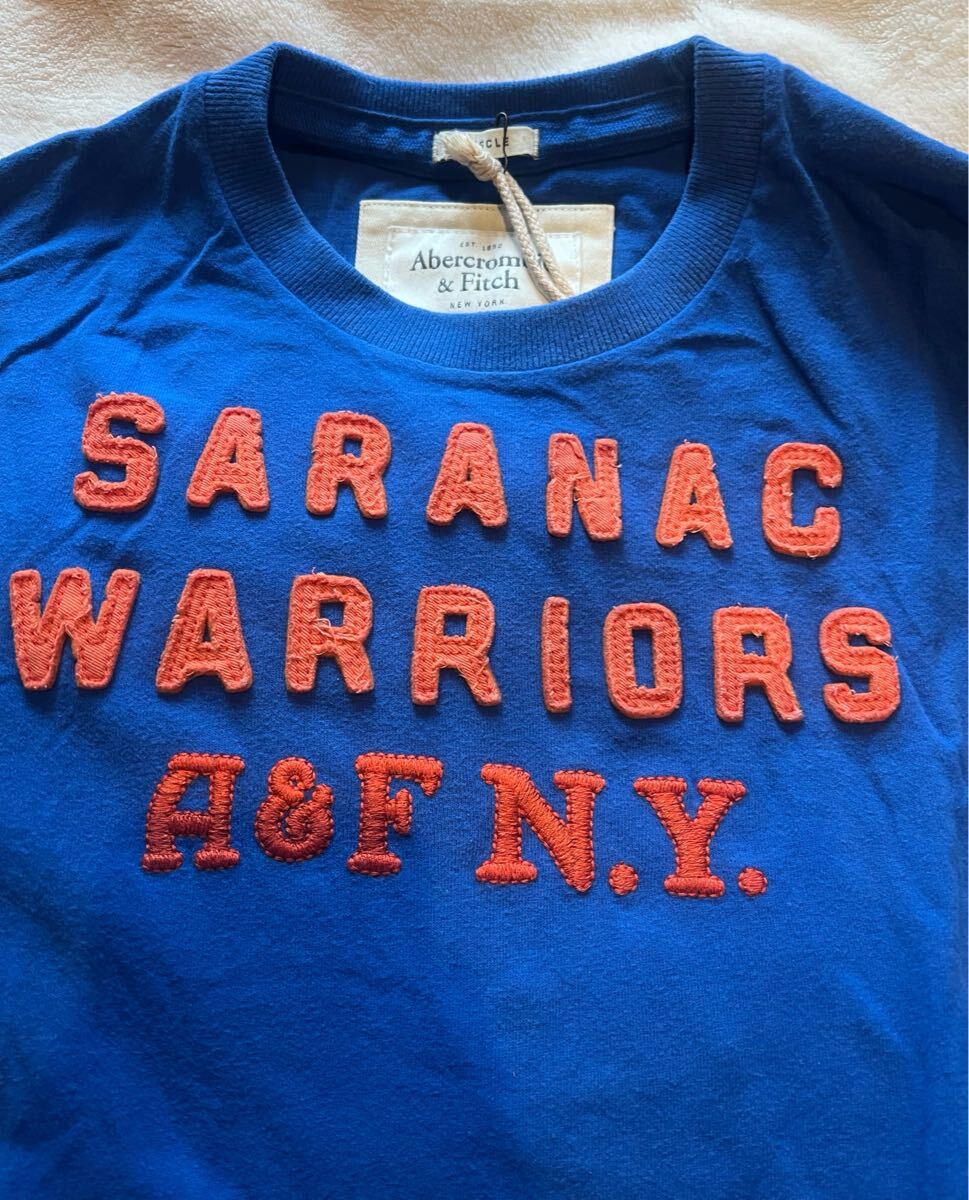 EST. 1892
Abercrombie
& Fitch
NEW YORK
SARANAC
WARRIORS
A&F N.Y.